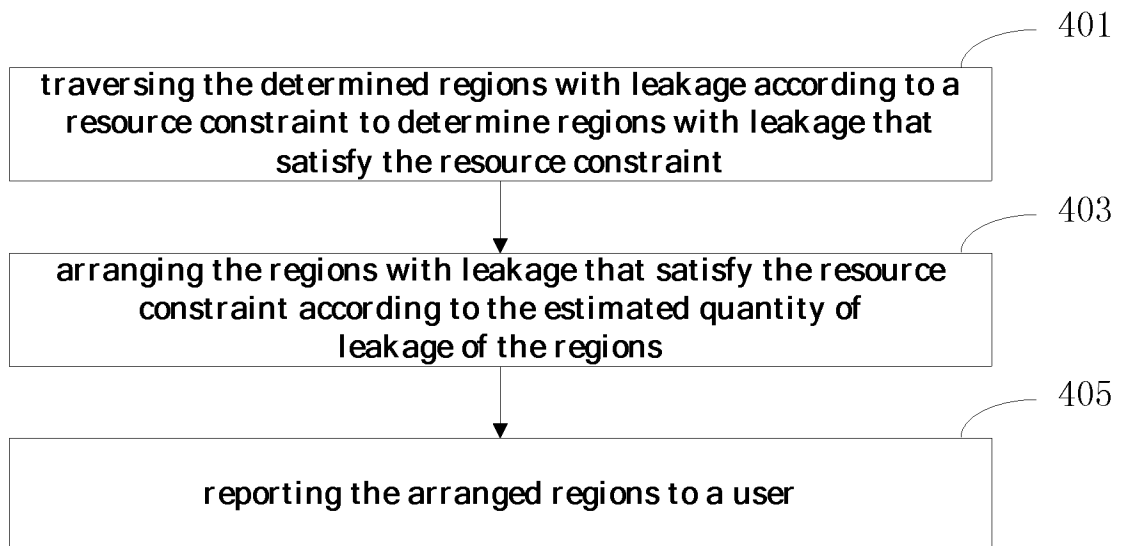 401
traversing the determined regions with leakage according to a
resource constraint to determine regions with leakage that
satisfy the resource constraint
403
arranging the regions with leakage that satisfy the resource
constraint according to the estimated quantity of
leakage of the regions
405
reporting the arranged regions to a user